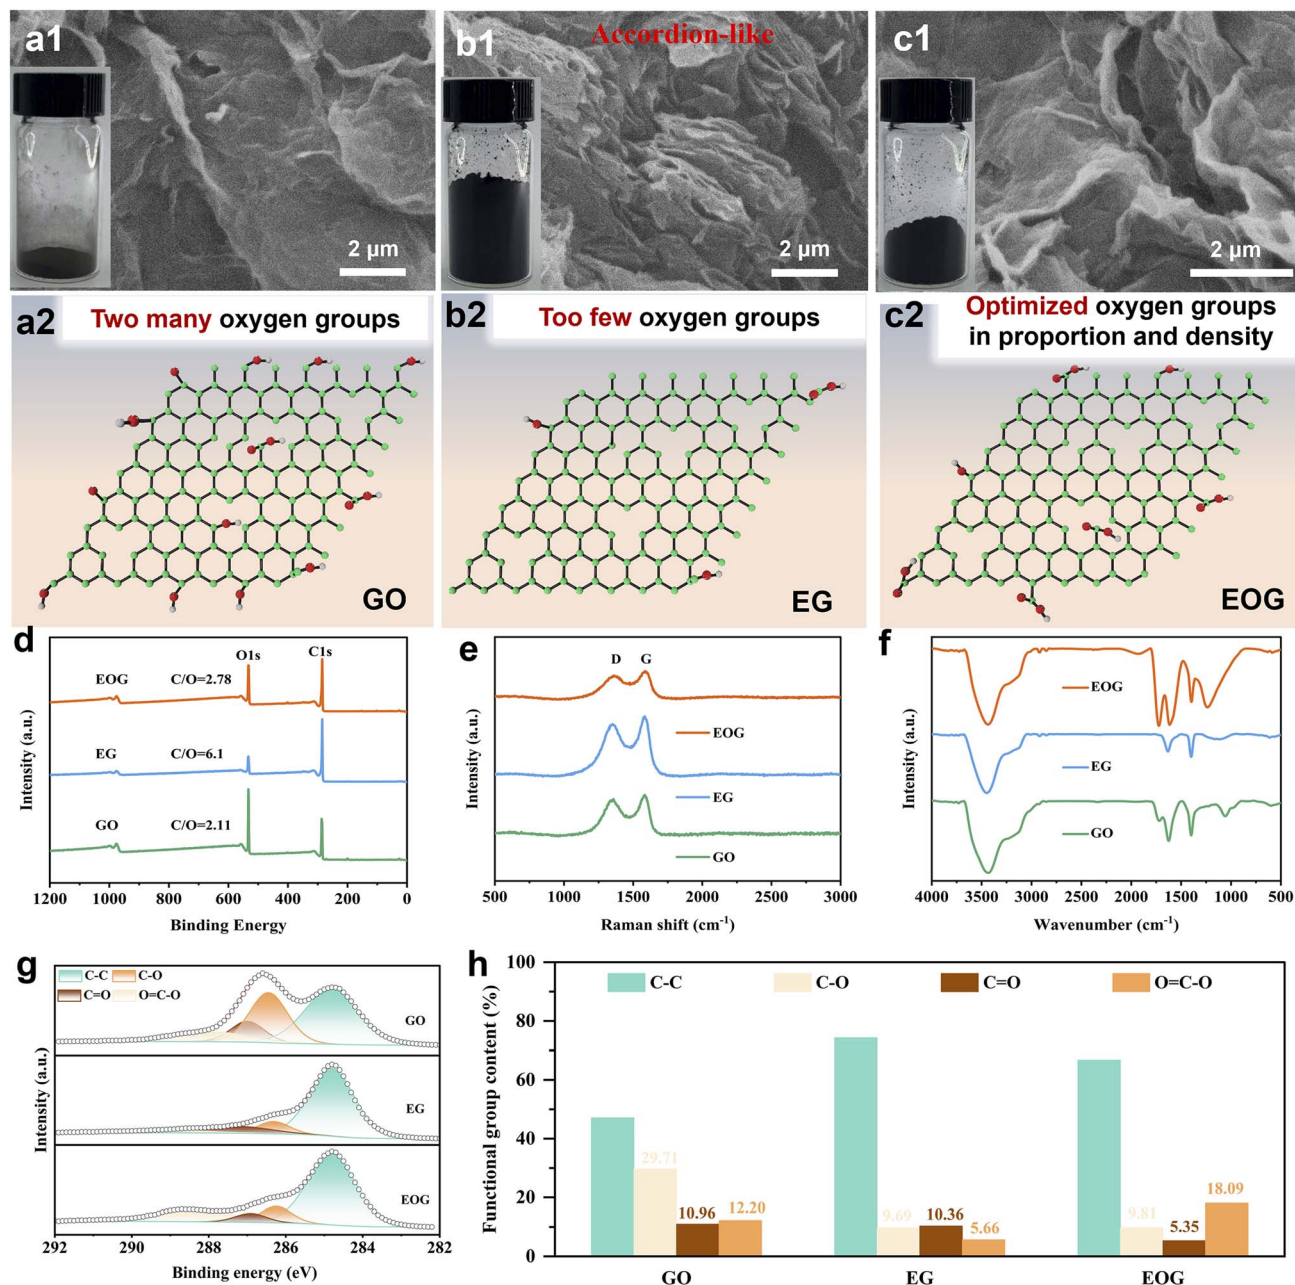 a1
2 μm
b1
Accordion-like
2 μm
c1
2 μm
a2
Two many oxygen groups
GO
b2
Too few oxygen groups
EG
c2
Optimized oxygen groups
in proportion and density
EOG
d
O1s
C1s
EOG
C/O=2.78
EG
C/O=6.1
GO
C/O=2.11
Intensity (a.u.)
1200 1000 800 600 400 200 0
Binding Energy
e
D G
EOG
EG
GO
Intensity (a.u.)
500 1000 1500 2000 2500 3000
Raman shift (cm-1)
f
EOG
EG
GO
Intensity (a.u.)
4000 3500 3000 2500 2000 1500 1000 500
Wavenumber (cm-1)
g
C-C C-O
C=O O=C-O
GO
EG
EOG
Intensity (a.u.)
292 290 288 286 284 282
Binding energy (eV)
h
C-C C-O C=O O=C-O
Functional group content (%)
100
80
60
40
20
0
29.71
10.96
12.20
9.69
10.36
5.66
9.81
5.35
18.09
GO EG EOG